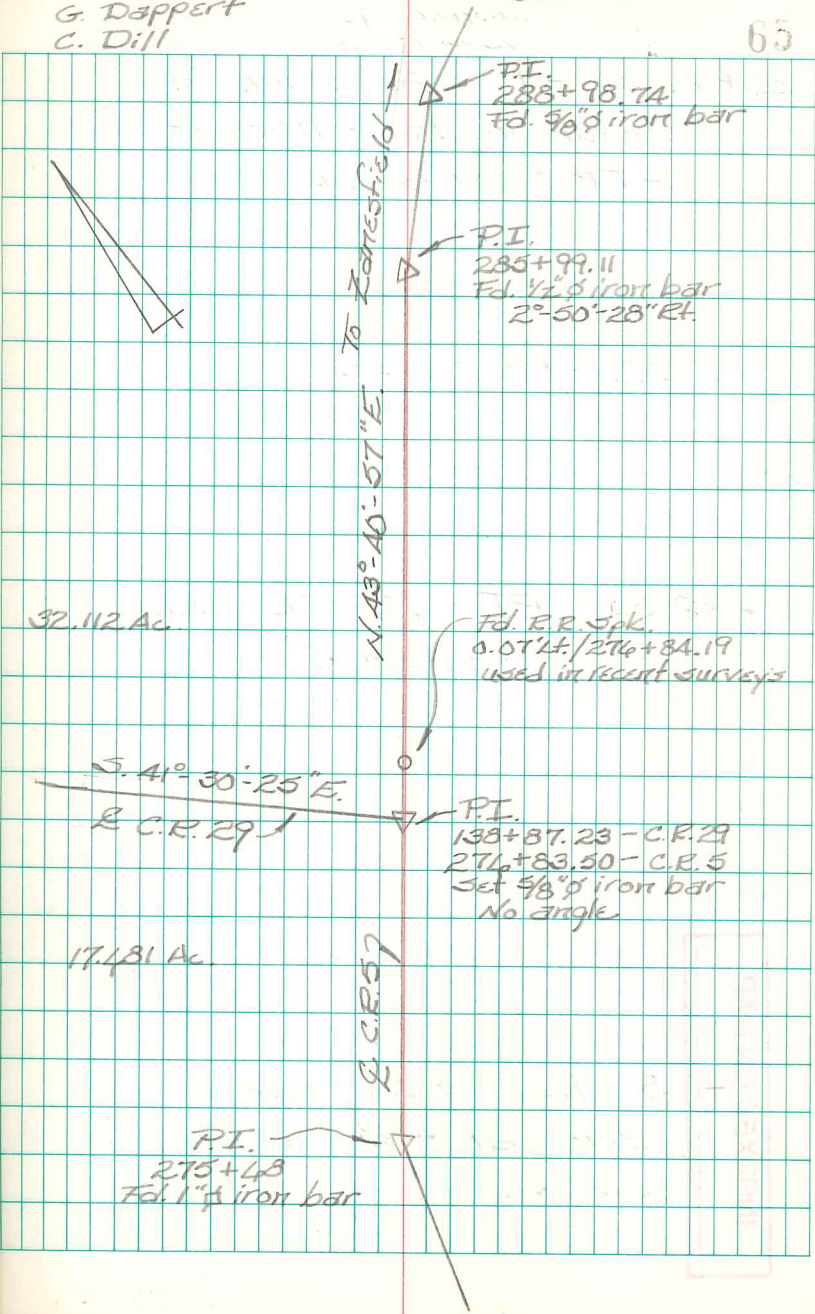 G. Dappert
C. Dill
65
P.I.
288+98.74
Fd. 5/8"ø iron bar
To Zanesfield
P.I.
285+99.11
Fd. 1/2"ø iron bar
2°-50'-28" Rt.
N. 43°-40'-57" E.
32.112 Ac.
Fd. R.R. Spk.
0.07' Lt./276+84.19
used in recent surveys
S. 41°-30'-25" E.
℄ C.R. 29
P.I.
138+87.23 - C.R. 29
276+83.50 - C.R. 5
Set 5/8"ø iron bar
No angle
17.481 Ac.
℄ C.R. 5
P.I.
275+48
Fd. 1"ø iron bar